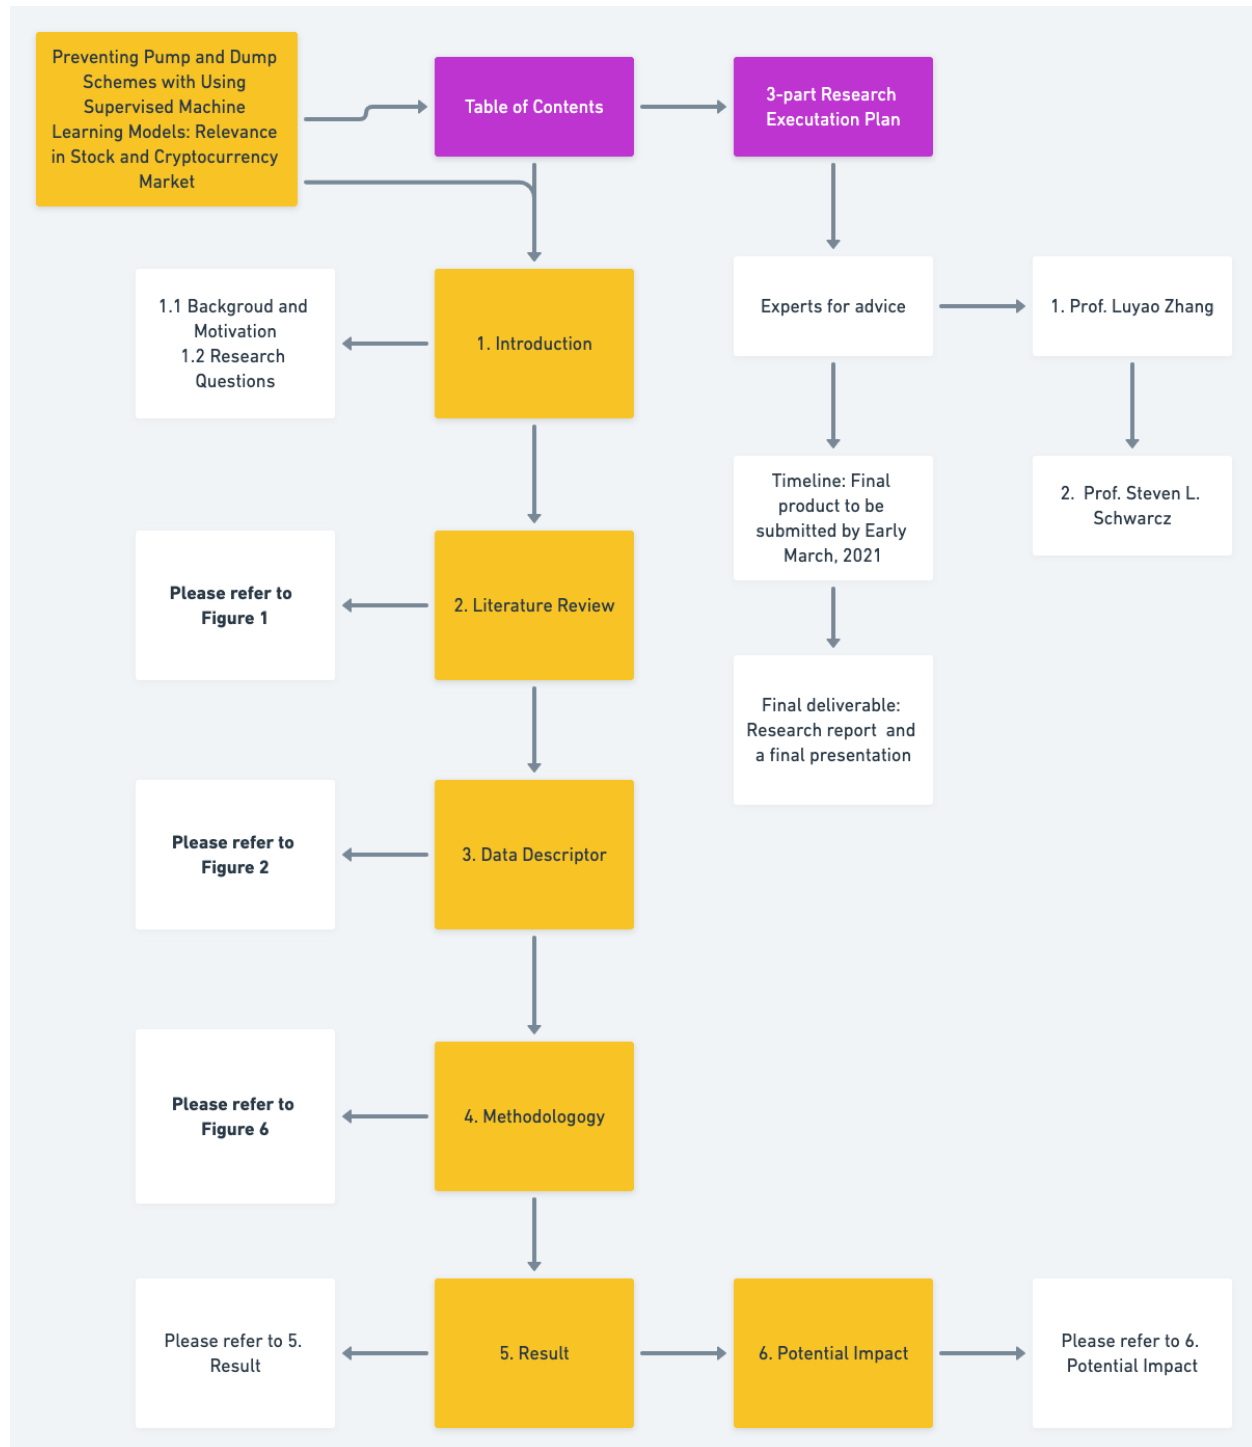 Preventing Pump and Dump
Schemes with Using
Supervised Machine
Learning Models: Relevance
in Stock and Cryptocurrency
Market
Table of Contents
3-part Research
Executation Plan
1.1 Backgroud and
Motivation
1.2 Research
Questions
1. Introduction
Experts for advice
1. Prof. Luyao Zhang
Timeline: Final
product to be
submitted by Early
March, 2021
2. Prof. Steven L.
Schwarcz
Please refer to
Figure 1
2. Literature Review
Final deliverable:
Research report and
a final presentation
Please refer to
Figure 2
3. Data Descriptor
Please refer to
Figure 6
4. Methodologogy
Please refer to 5.
Result
5. Result
6. Potential Impact
Please refer to 6.
Potential Impact